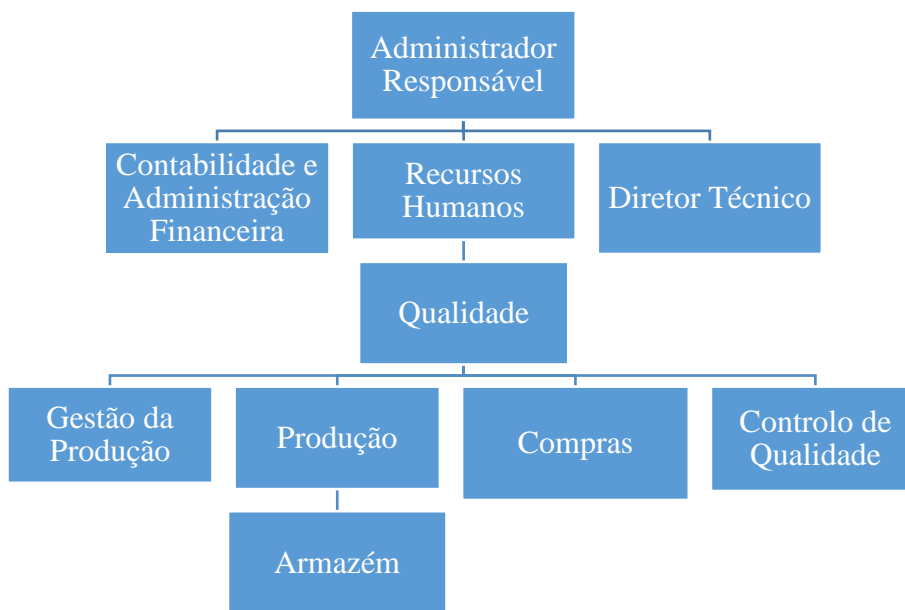 Administrador
Responsável
Contabilidade e
Administração
Financeira
Recursos
Humanos
Diretor Técnico
Qualidade
Gestão da
Produção
Produção
Compras
Controlo de
Qualidade
Armazém